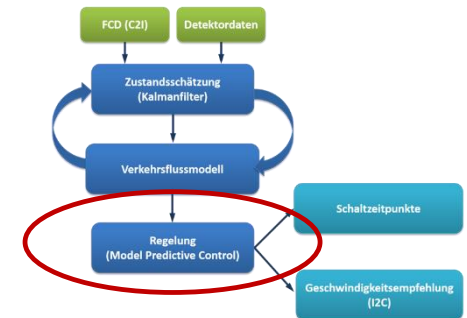 FCD (C2I)
Detektordaten
Zustandsschätzung
(Kalmanfilter)
Verkehrsflussmodell
Regelung
(Model Predictive Control)
Schaltzeitpunkte
Geschwindigkeitsempfehlung
(I2C)